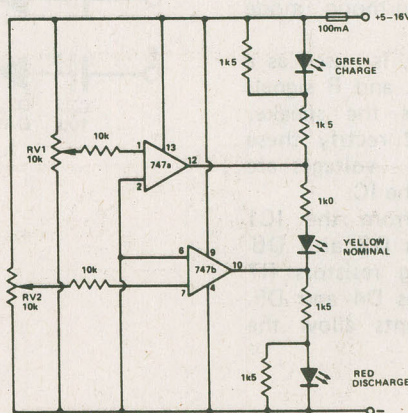 +5-16V
100mA
1k5
GREEN
CHARGE
1k5
10k
1
13
RV1
10k
747a
12
2
1k0
YELLOW
NOMINAL
6
9
10k
747b
10
RV2
10k
7
4
1k5
1k5
RED
DISCHARGE
−